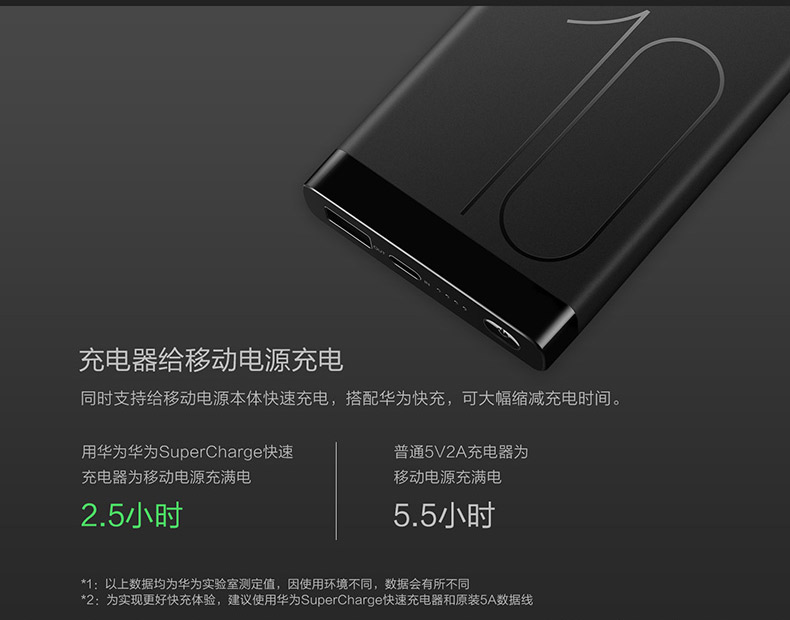 10
OUT
IN
充电器给移动电源充电
同时支持给移动电源本体快速充电，搭配华为快充，可大幅缩减充电时间。
用华为华为SuperCharge快速
充电器为移动电源充满电
2.5小时
普通5V2A充电器为
移动电源充满电
5.5小时
*1：以上数据均为华为实验室测定值，因使用环境不同，数据会有所不同
*2：为实现更好快充体验，建议使用华为SuperCharge快速充电器和原装5A数据线